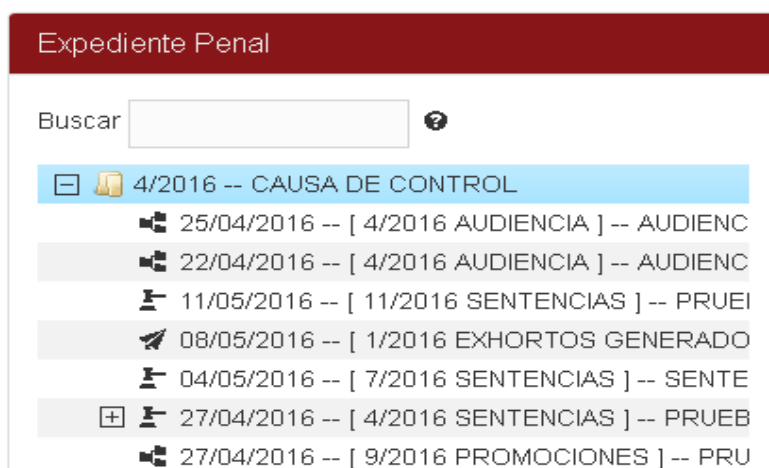 Expediente Penal
Buscar
4/2016 -- CAUSA DE CONTROL
25/04/2016 -- [ 4/2016 AUDIENCIA ] -- AUDIENC
22/04/2016 -- [ 4/2016 AUDIENCIA ] -- AUDIENC
11/05/2016 -- [ 11/2016 SENTENCIAS ] -- PRUEI
08/05/2016 -- [ 1/2016 EXHORTOS GENERADO
04/05/2016 -- [ 7/2016 SENTENCIAS ] -- SENTE
27/04/2016 -- [ 4/2016 SENTENCIAS ] -- PRUEB
27/04/2016 -- [ 9/2016 PROMOCIONES ] -- PRU